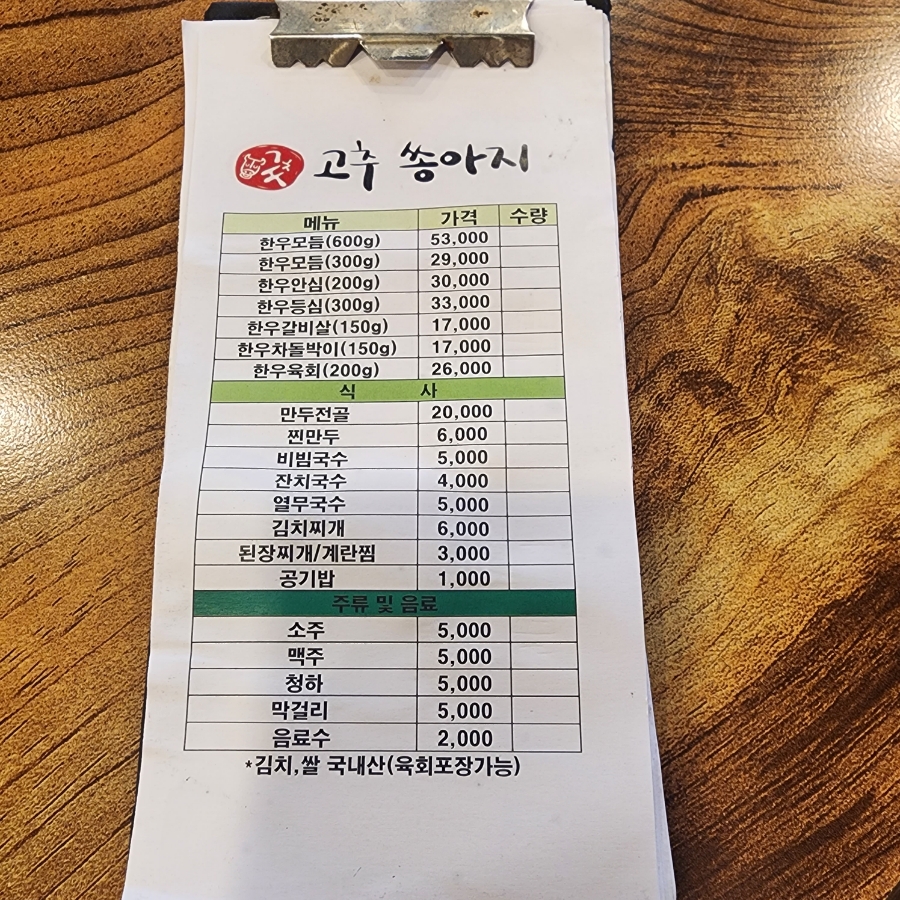 고추 쏭아지
메뉴 가격 수량
한우모듬(600g) 53,000
한우모듬(300g) 29,000
한우안심(200g) 30,000
한우등심(300g) 33,000
한우갈비살(150g) 17,000
한우차돌박이(150g) 17,000
한우육회(200g) 26,000
식 사
만두전골 20,000
찐만두 6,000
비빔국수 5,000
잔치국수 4,000
열무국수 5,000
김치찌개 6,000
된장찌개/계란찜 3,000
공기밥 1,000
주류 및 음료
소주 5,000
맥주 5,000
청하 5,000
막걸리 5,000
음료수 2,000
*김치,쌀 국내산(육회포장가능)